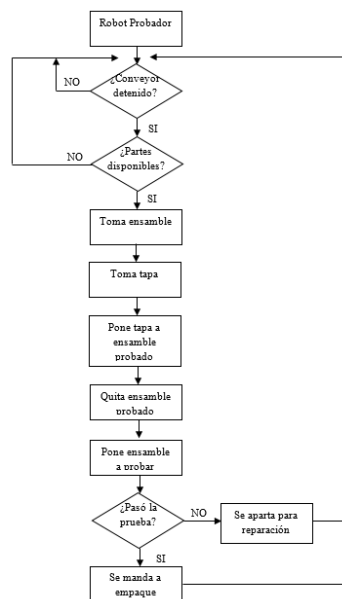 Robot Probador
¿Conveyor
detenido?
NO
SI
¿Partes
disponibles?
NO
SI
Toma ensamble
Toma tapa
Pone tapa a
ensamble
probado
Quita ensamble
probado
Pone ensamble
a probar
¿Pasó la
prueba?
NO
Se aparta para
reparación
SI
Se manda a
empaque